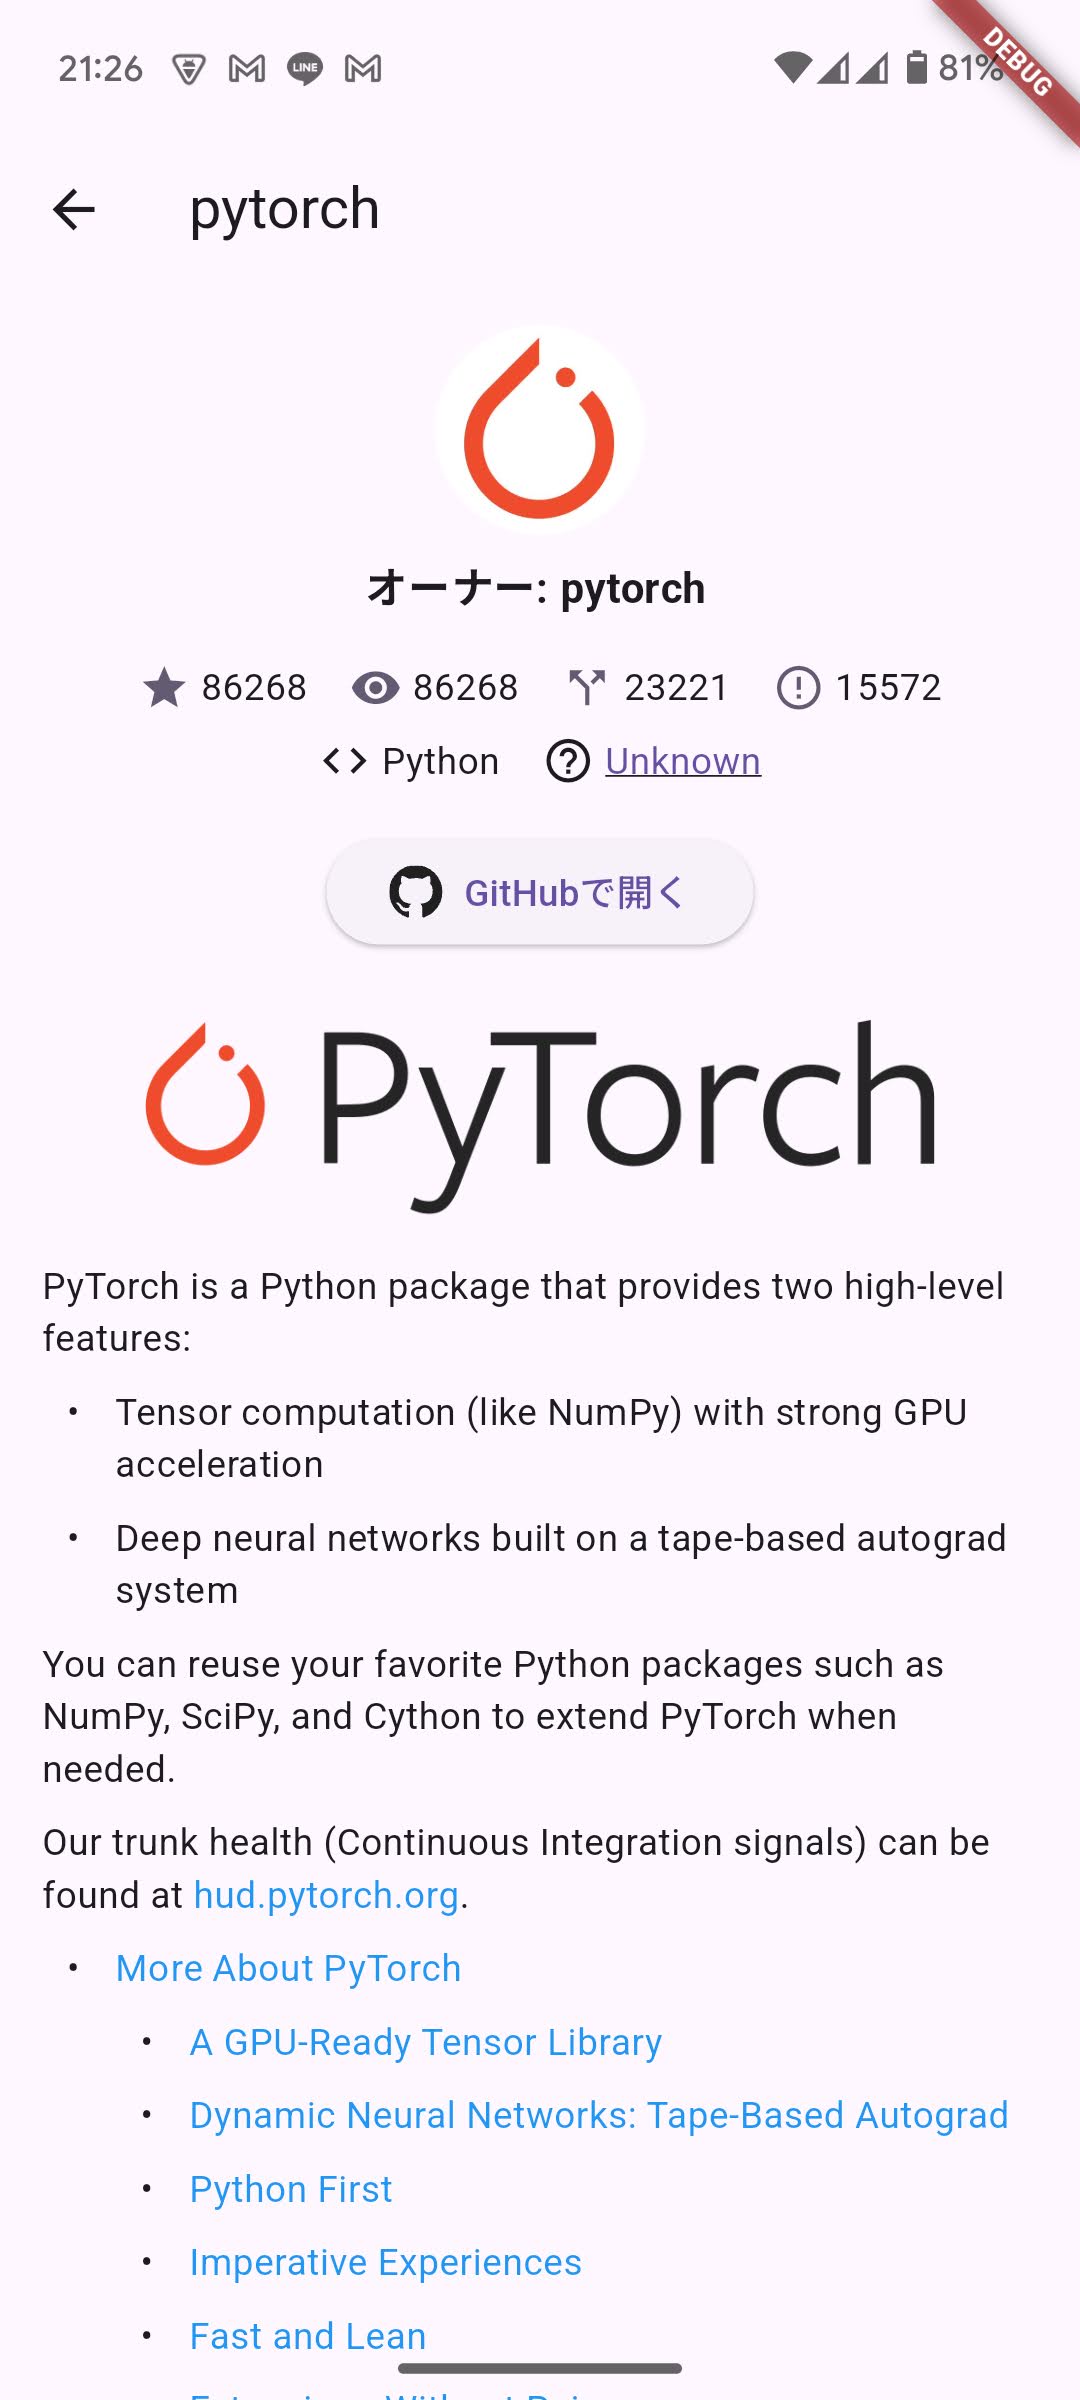 21:26 LINE 81%
DEBUG
pytorch
オーナー: pytorch
86268 86268 23221 15572
Python Unknown
GitHubで開く
PyTorch
PyTorch is a Python package that provides two high-level
features:
• Tensor computation (like NumPy) with strong GPU
acceleration
• Deep neural networks built on a tape-based autograd
system
You can reuse your favorite Python packages such as
NumPy, SciPy, and Cython to extend PyTorch when
needed.
Our trunk health (Continuous Integration signals) can be
found at hud.pytorch.org.
• More About PyTorch
• A GPU-Ready Tensor Library
• Dynamic Neural Networks: Tape-Based Autograd
• Python First
• Imperative Experiences
• Fast and Lean